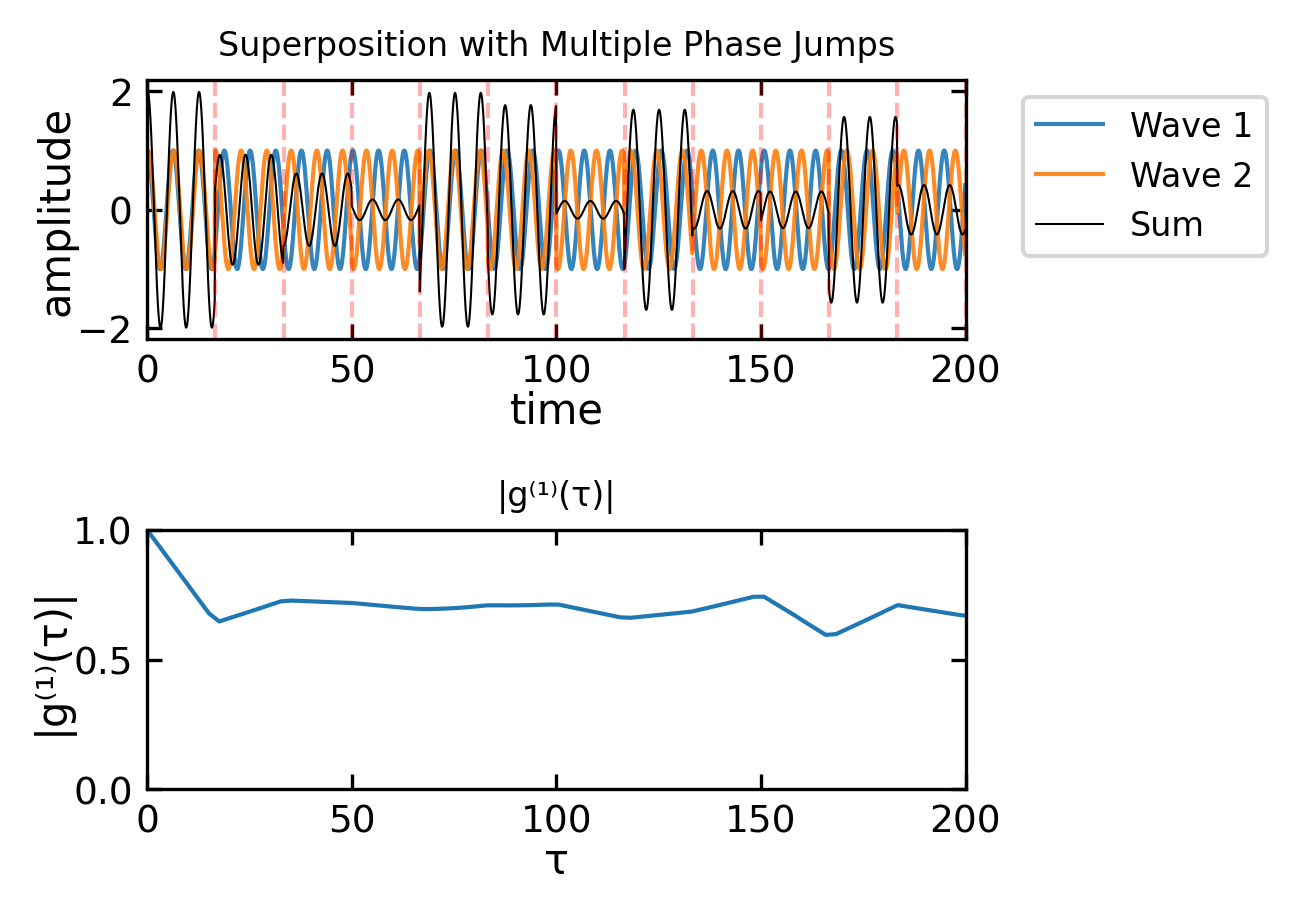 Superposition with Multiple Phase Jumps
amplitude
2
0
−2
0 50 100 150 200
time
Wave 1
Wave 2
Sum
|g⁽¹⁾(τ)|
|g⁽¹⁾(τ)|
1.0
0.5
0.0
0 50 100 150 200
τ